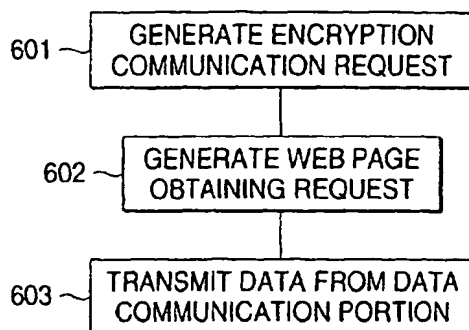 601
GENERATE ENCRYPTION
COMMUNICATION REQUEST
602
GENERATE WEB PAGE
OBTAINING REQUEST
603
TRANSMIT DATA FROM DATA
COMMUNICATION PORTION